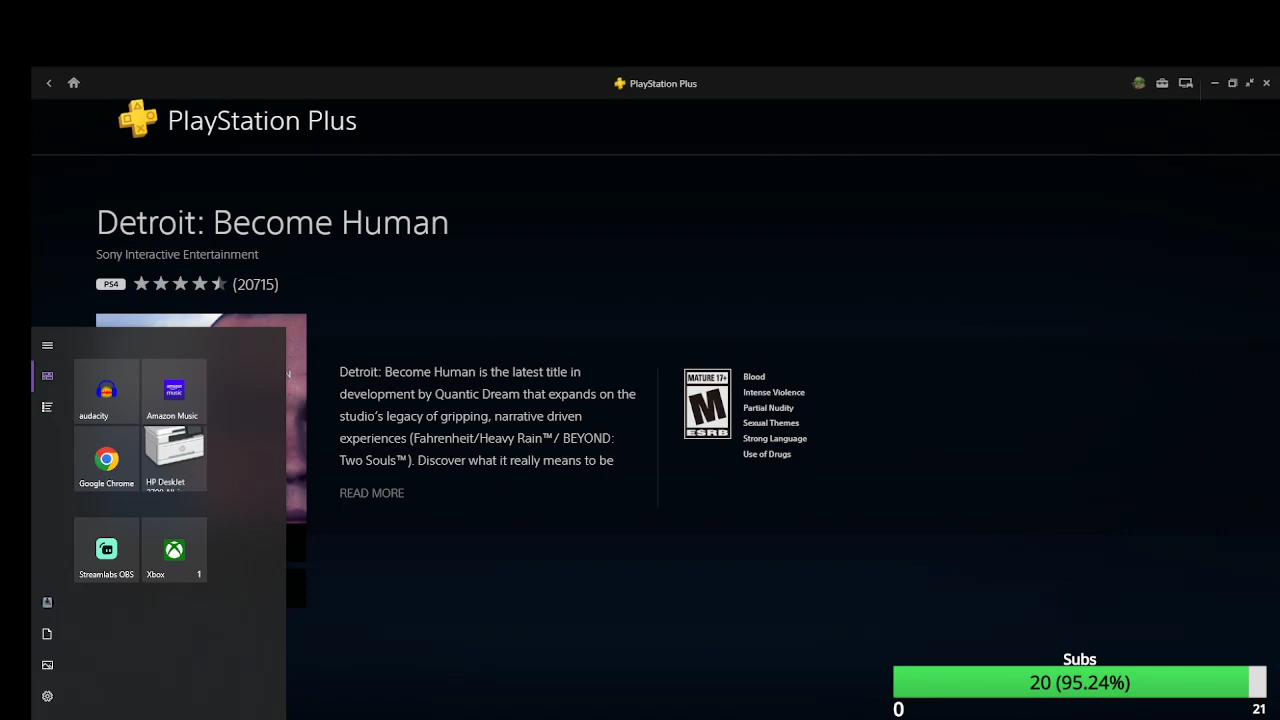 PlayStation Plus
PlayStation Plus
Detroit: Become Human
Sony Interactive Entertainment
PS4 (20715)
N
audacity
Amazon Music
Google Chrome
HP DeskJet
Streamlabs OBS
Xbox 1
Detroit: Become Human is the latest title in
development by Quantic Dream that expands on the
studio’s legacy of gripping, narrative driven
experiences (Fahrenheit/Heavy Rain™/ BEYOND:
Two Souls™). Discover what it really means to be
READ MORE
MATURE 17+
M
ESRB
Blood
Intense Violence
Partial Nudity
Sexual Themes
Strong Language
Use of Drugs
Subs
20 (95.24%)
0
21